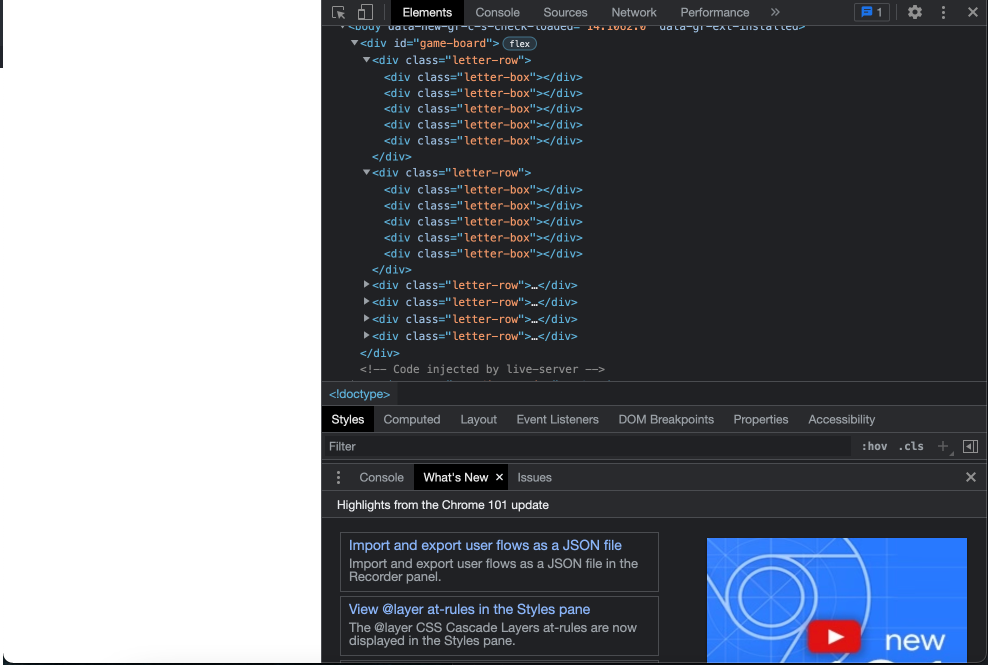 Elements Console Sources Network Performance » 1
<body data-new-gr-c-s-check-loaded="14.1062.0" data-gr-ext-installed>
<div id="game-board"> flex
<div class="letter-row">
<div class="letter-box"></div>
<div class="letter-box"></div>
<div class="letter-box"></div>
<div class="letter-box"></div>
<div class="letter-box"></div>
</div>
<div class="letter-row">
<div class="letter-box"></div>
<div class="letter-box"></div>
<div class="letter-box"></div>
<div class="letter-box"></div>
<div class="letter-box"></div>
</div>
<div class="letter-row">…</div>
<div class="letter-row">…</div>
<div class="letter-row">…</div>
<div class="letter-row">…</div>
</div>
<!-- Code injected by live-server -->
<!doctype>
Styles Computed Layout Event Listeners DOM Breakpoints Properties Accessibility
Filter :hov .cls +
Console What's New × Issues
Highlights from the Chrome 101 update
Import and export user flows as a JSON file
Import and export user flows as a JSON file in the
Recorder panel.
View @layer at-rules in the Styles pane
The @layer CSS Cascade Layers at-rules are now
displayed in the Styles pane.
new